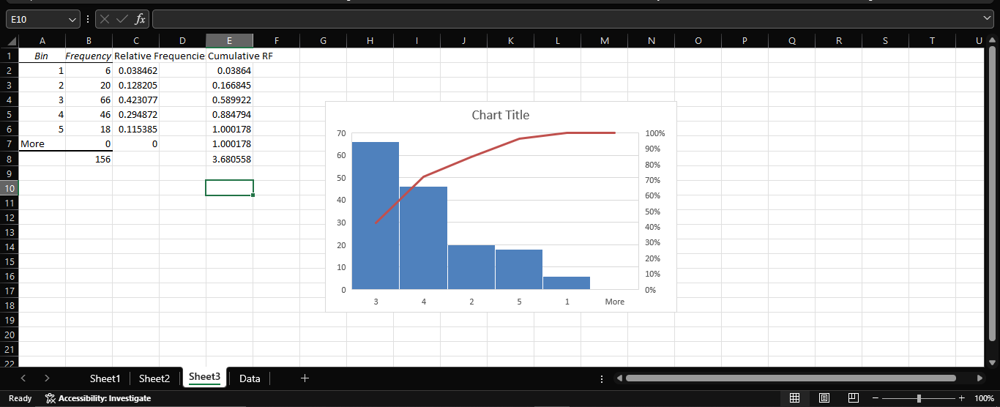 E10 fx
A B C D E F G H I J K L M N O P Q R S T U
1 Bin Frequency Relative Frequencie Cumulative RF
2 1 6 0.038462 0.03864
3 2 20 0.128205 0.166845
4 3 66 0.423077 0.589922
5 4 46 0.294872 0.884794
6 5 18 0.115385 1.000178
7 More 0 0 1.000178
8 156 3.680558
9
10
11
12
13
14
15
16
17
18
19
20
21
22
Chart Title
70 100%
60 90%
50 80%
40 70%
30 60%
20 50%
10 40%
0 30%
20%
10%
0%
3 4 2 5 1 More
Sheet1 Sheet2 Sheet3 Data +
Ready Accessibility: Investigate 100%